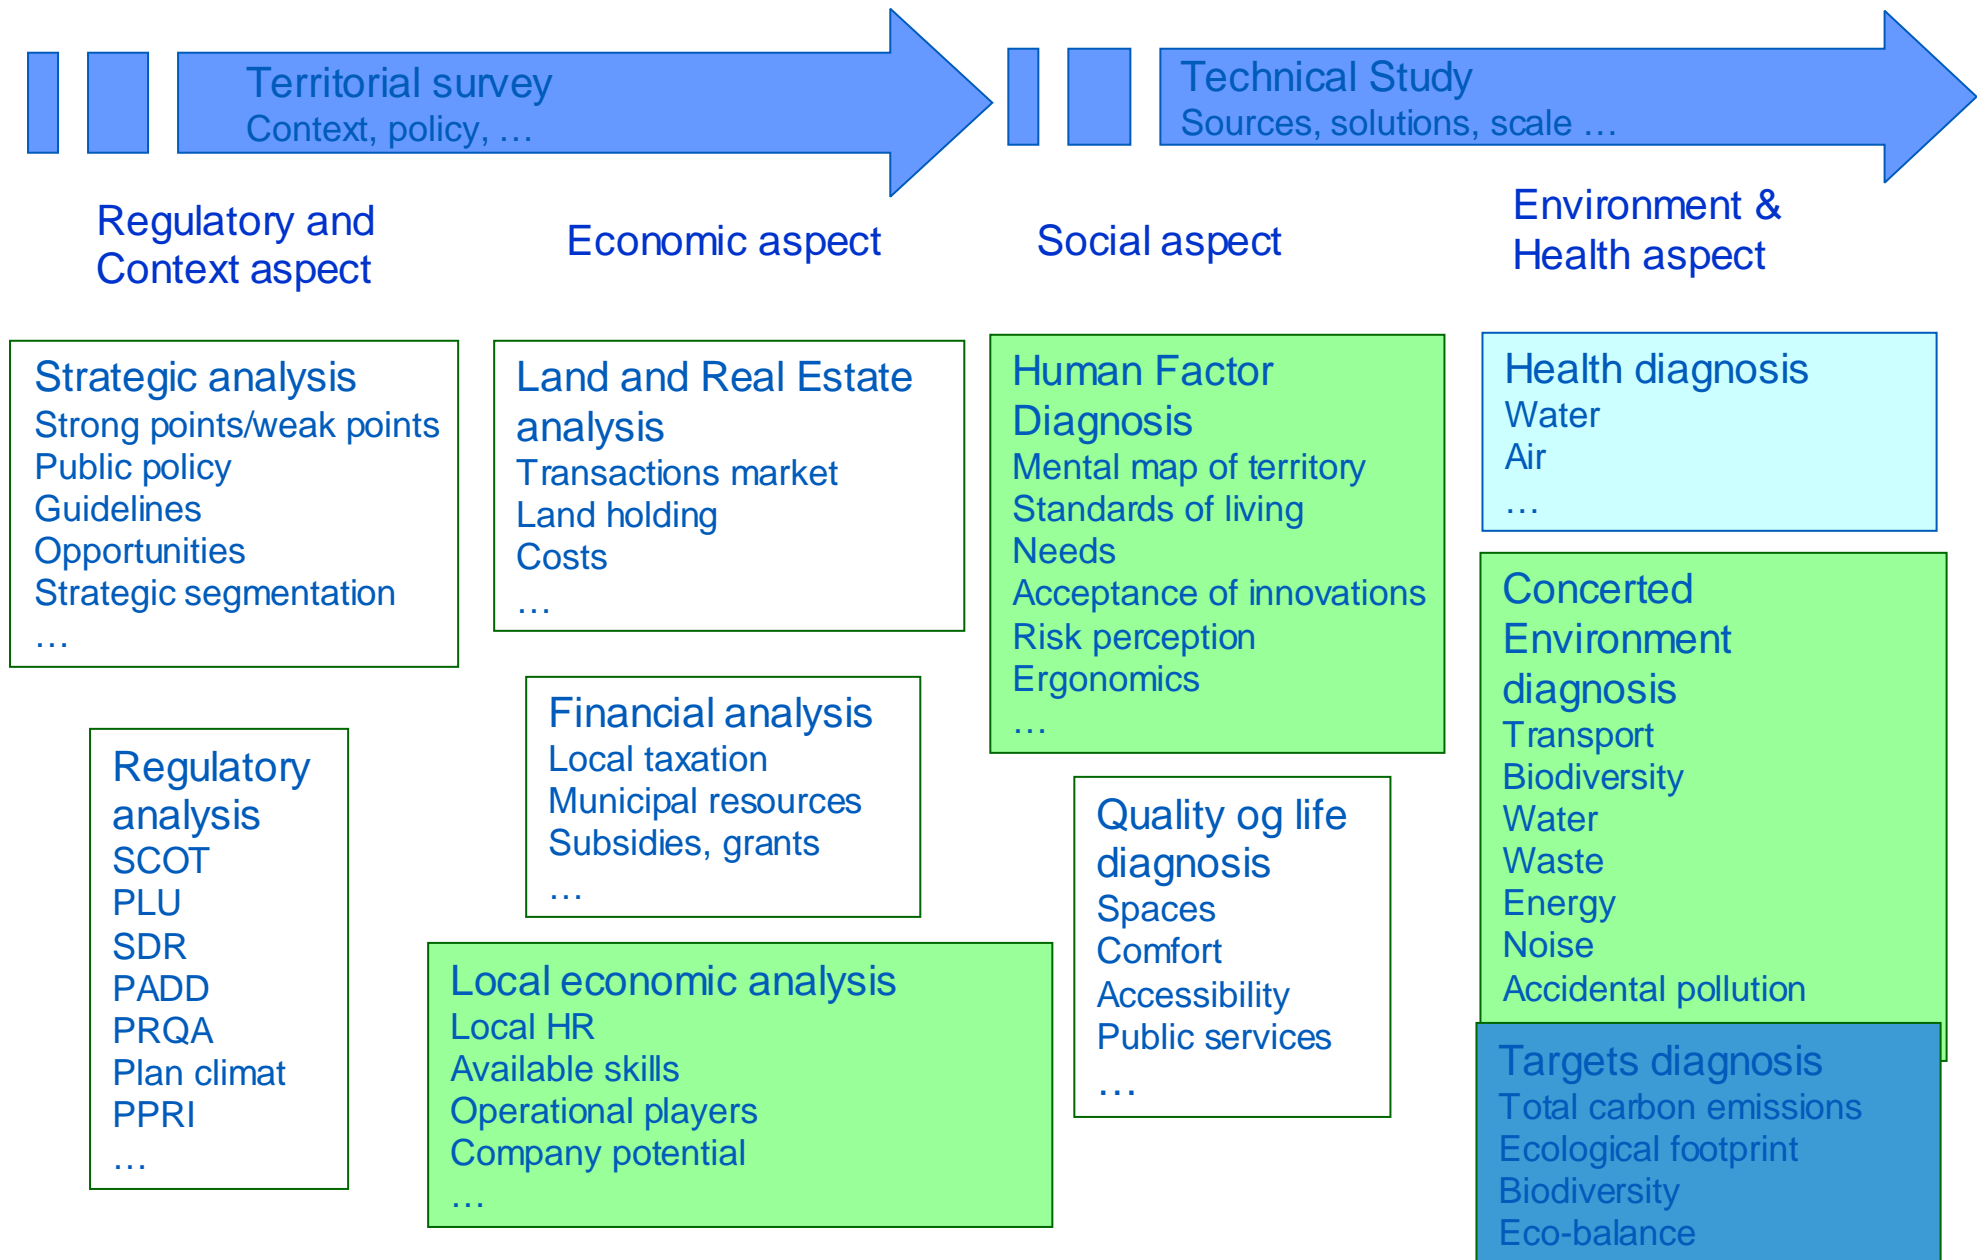 Territorial survey
Context, policy, …
Technical Study
Sources, solutions, scale …
Regulatory and
Context aspect
Economic aspect
Social aspect
Environment &
Health aspect
Strategic analysis
Strong points/weak points
Public policy
Guidelines
Opportunities
Strategic segmentation
…
Regulatory
analysis
SCOT
PLU
SDR
PADD
PRQA
Plan climat
PPRI
…
Land and Real Estate
analysis
Transactions market
Land holding
Costs
…
Financial analysis
Local taxation
Municipal resources
Subsidies, grants
…
Local economic analysis
Local HR
Available skills
Operational players
Company potential
…
Human Factor
Diagnosis
Mental map of territory
Standards of living
Needs
Acceptance of innovations
Risk perception
Ergonomics
…
Quality og life
diagnosis
Spaces
Comfort
Accessibility
Public services
…
Health diagnosis
Water
Air
…
Concerted
Environment
diagnosis
Transport
Biodiversity
Water
Waste
Energy
Noise
Accidental pollution
Targets diagnosis
Total carbon emissions
Ecological footprint
Biodiversity
Eco-balance